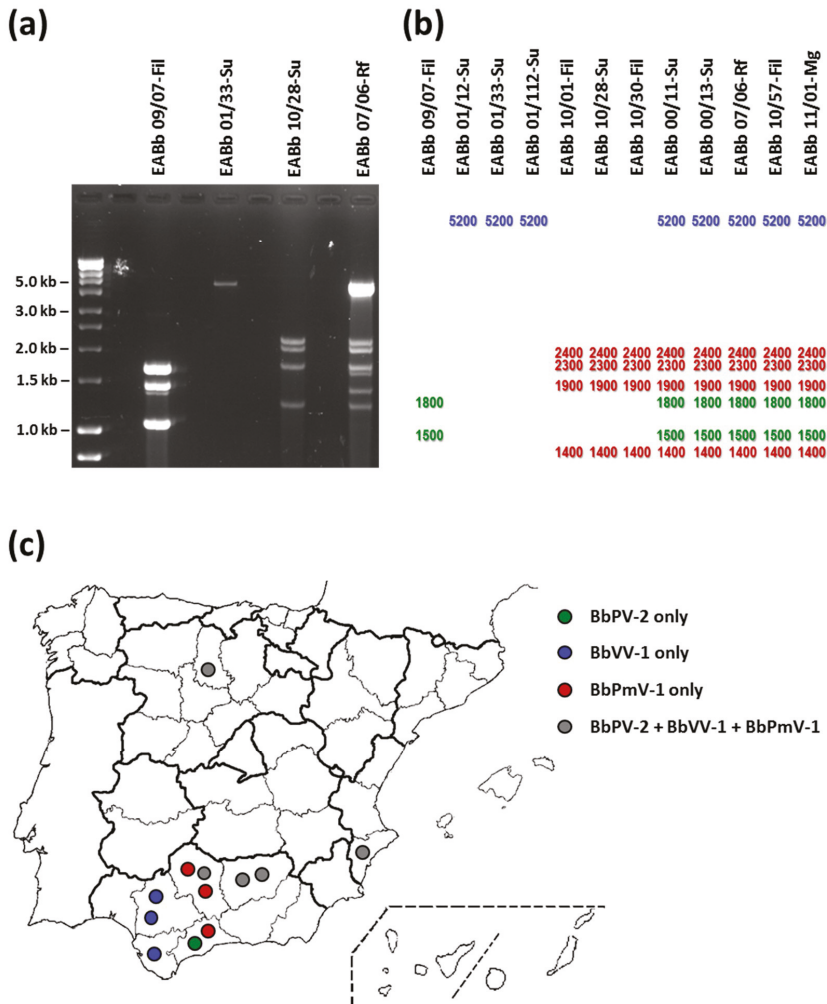 (a)
EABb 09/07-Fil
EABb 01/33-Su
EABb 10/28-Su
EABb 07/06-Rf
5.0 kb –
3.0 kb –
2.0 kb –
1.5 kb –
1.0 kb –
(b)
EABb 09/07-Fil
EABb 01/12-Su
EABb 01/33-Su
EABb 01/112-Su
EABb 10/01-Fil
EABb 10/28-Su
EABb 10/30-Fil
EABb 00/11-Su
EABb 00/13-Su
EABb 07/06-Rf
EABb 10/57-Fil
EABb 11/01-Mg
5200 5200 5200 5200 5200 5200 5200 5200
2400 2400 2400 2400 2400 2400 2400 2400
2300 2300 2300 2300 2300 2300 2300 2300
1900 1900 1900 1900 1900 1900 1900 1900
1800 1800 1800 1800 1800 1800
1500 1500 1500 1500 1500 1500
1400 1400 1400 1400 1400 1400 1400 1400
(c)
BbPV-2 only
BbVV-1 only
BbPmV-1 only
BbPV-2 + BbVV-1 + BbPmV-1